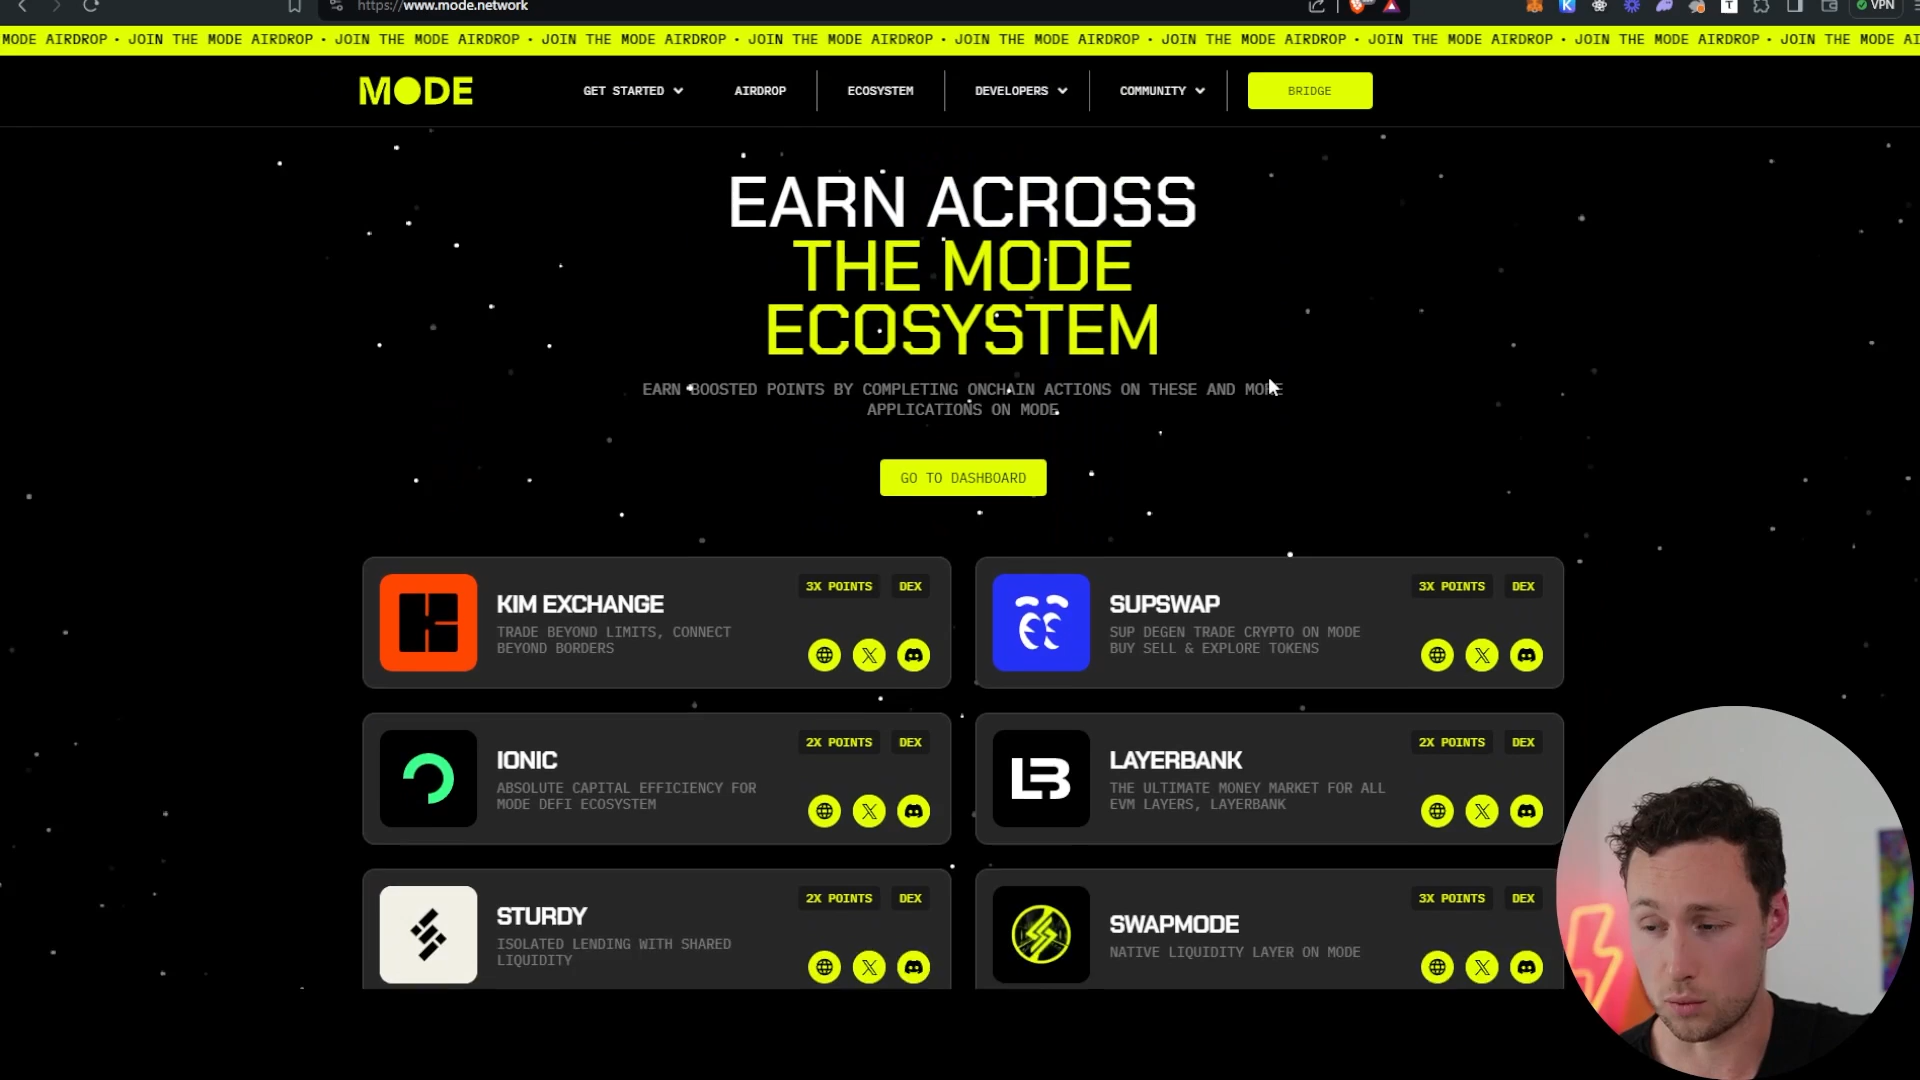 https://www.mode.network
VPN
MODE AIRDROP • JOIN THE MODE AIRDROP • JOIN THE MODE AIRDROP • JOIN THE MODE AIRDROP • JOIN THE MODE AIRDROP • JOIN THE MODE AIRDROP • JOIN THE MODE AIRDROP • JOIN THE MODE AIRDROP • JOIN THE MODE AIRDROP • JOIN THE MODE AI
MODE
GET STARTED
AIRDROP
ECOSYSTEM
DEVELOPERS
COMMUNITY
BRIDGE
EARN ACROSS
THE MODE
ECOSYSTEM
EARN BOOSTED POINTS BY COMPLETING ONCHAIN ACTIONS ON THESE AND MORE
APPLICATIONS ON MODE
GO TO DASHBOARD
KIM EXCHANGE
3X POINTS
DEX
TRADE BEYOND LIMITS, CONNECT
BEYOND BORDERS
SUPSWAP
3X POINTS
DEX
SUP DEGEN TRADE CRYPTO ON MODE
BUY SELL & EXPLORE TOKENS
IONIC
2X POINTS
DEX
ABSOLUTE CAPITAL EFFICIENCY FOR
MODE DEFI ECOSYSTEM
LAYERBANK
2X POINTS
DEX
THE ULTIMATE MONEY MARKET FOR ALL
EVM LAYERS, LAYERBANK
STURDY
2X POINTS
DEX
ISOLATED LENDING WITH SHARED
LIQUIDITY
SWAPMODE
3X POINTS
DEX
NATIVE LIQUIDITY LAYER ON MODE